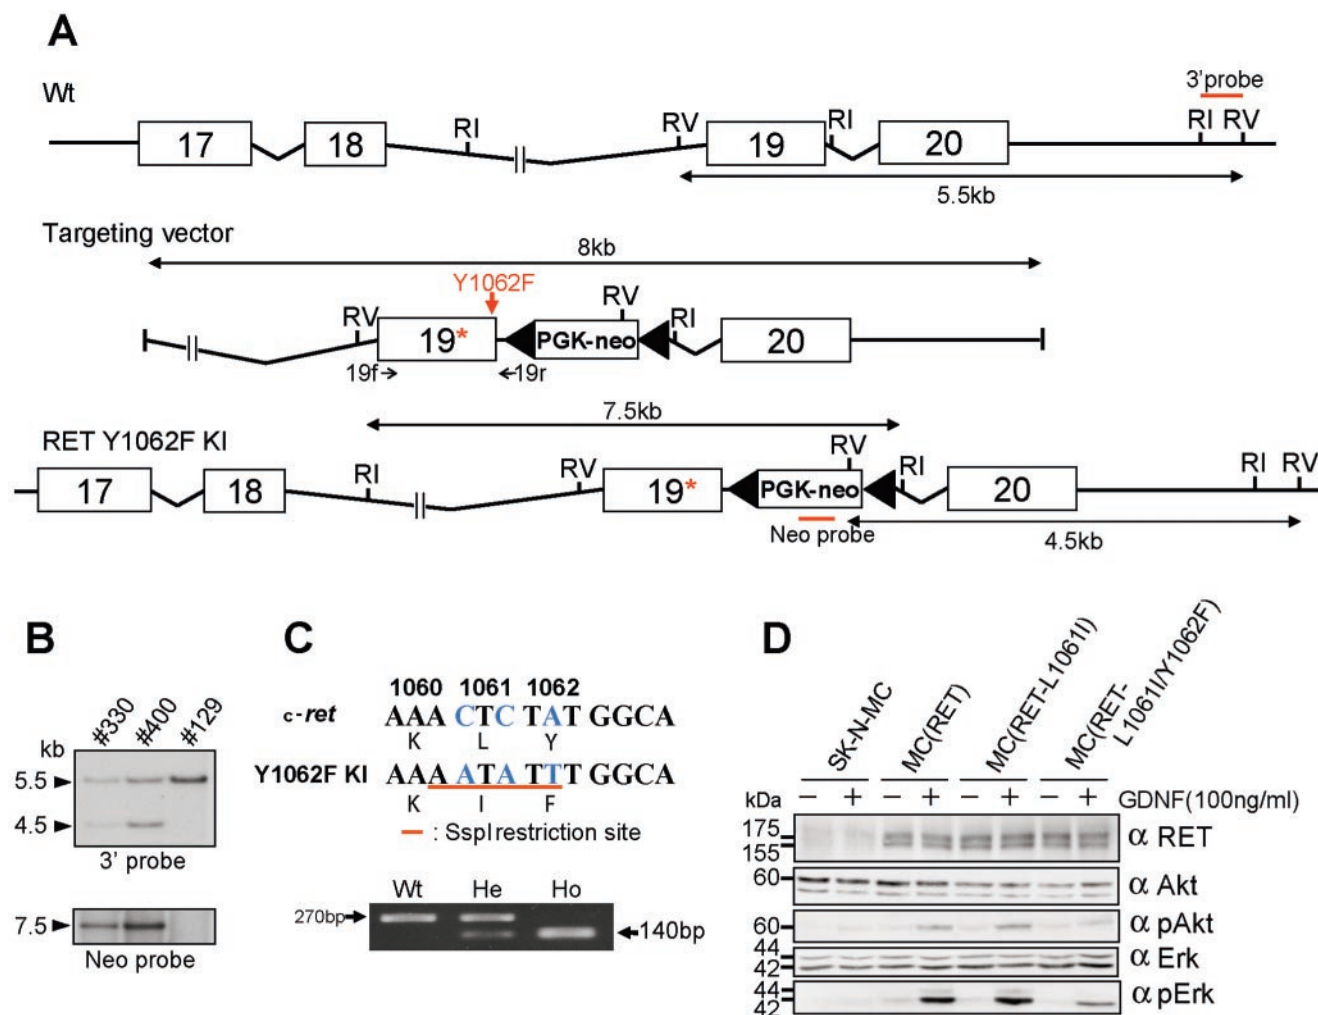 A
Wt
3'probe
RI RV RI RI RV
17 18 19 20
5.5kb
Targeting vector
8kb
Y1062F
RV RV RI
19* PGK-neo 20
19f 19r
7.5kb
RET Y1062F KI
RI RV RV RI RI RV
17 18 19* PGK-neo 20
Neo probe
4.5kb
B
#330 #400 #129
kb
5.5
4.5
3' probe
7.5
Neo probe
C
1060 1061 1062
c-ret AAA CTC TAT GGCA
K L Y
Y1062F KI AAA ATA TTT GGCA
K I F
: SspI restriction site
Wt He Ho
270bp
140bp
D
SK-N-MC
MC(RET)
MC(RET-L1061I)
MC(RET-
L1061I/Y1062F)
kDa − + − + − + − + GDNF(100ng/ml)
175
155
α RET
60 α Akt
60 α pAkt
44
42
α Erk
44
42
α pErk